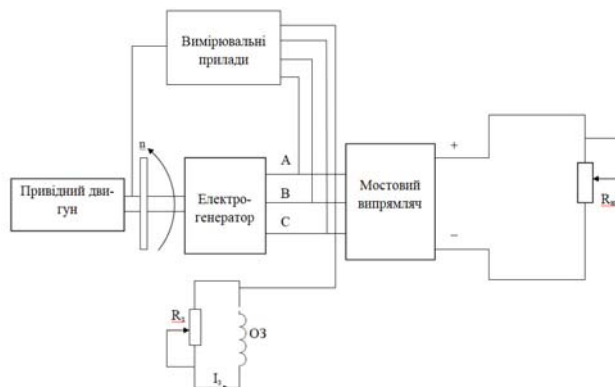 Вимірювальні
прилади
n
Привідний дви-
гун
Електро-
генератор
A
B
C
Мостовий
випрямляч
+
−
Rн
Rз
ОЗ
Iз